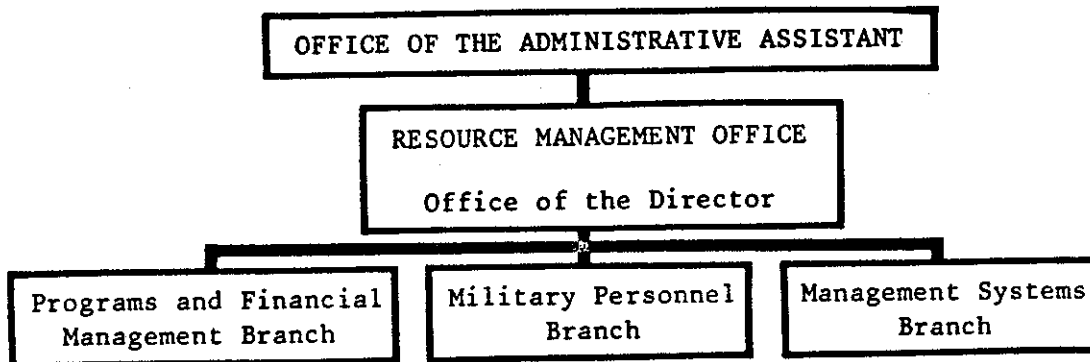 OFFICE OF THE ADMINISTRATIVE ASSISTANT
RESOURCE MANAGEMENT OFFICE
Office of the Director
Programs and Financial
Management Branch
Military Personnel
Branch
Management Systems
Branch